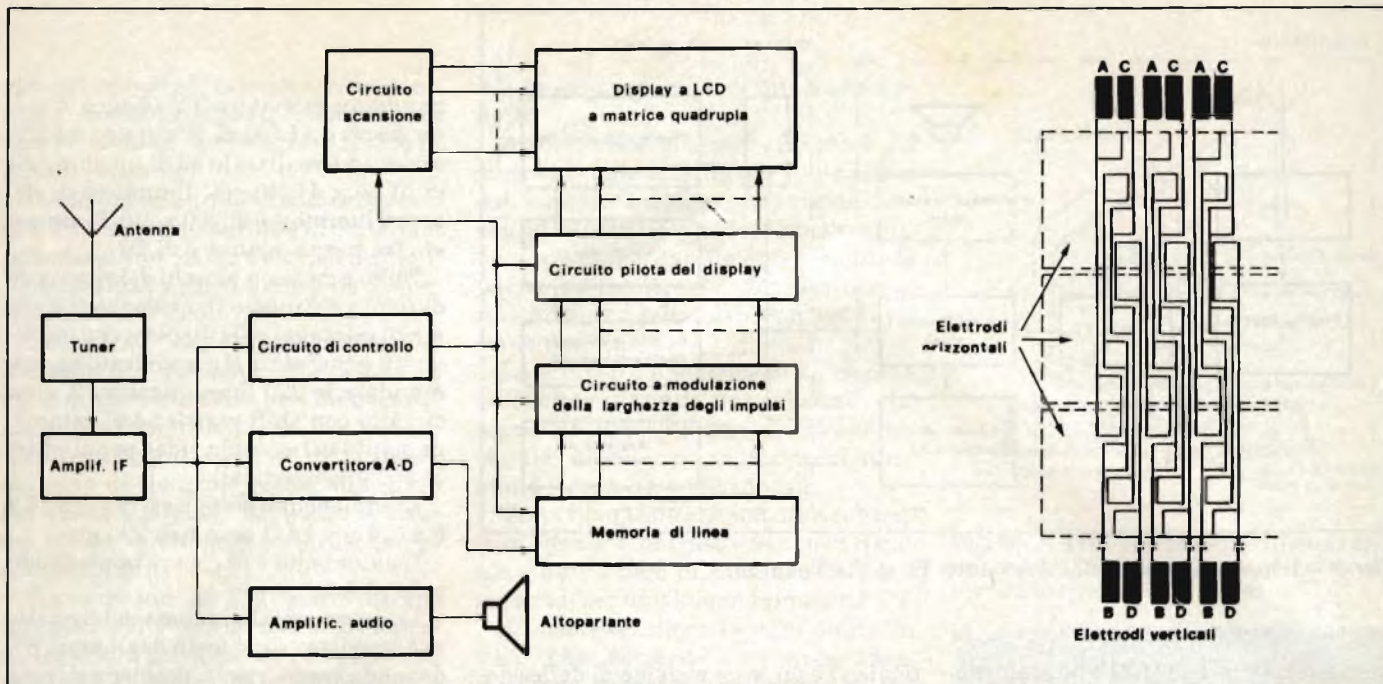 Circuito
scansione
Display a LCD
a matrice quadrupla
Antenna
Circuito pilota del display
Tuner
Circuito di controllo
Circuito a modulazione
della larghezza degli impulsi
Amplif. IF
Convertitore A-D
Memoria di linea
Amplific. audio
Altoparlante
A C A C A C
Elettrodi
B D B D B D
Elettrodi verticali